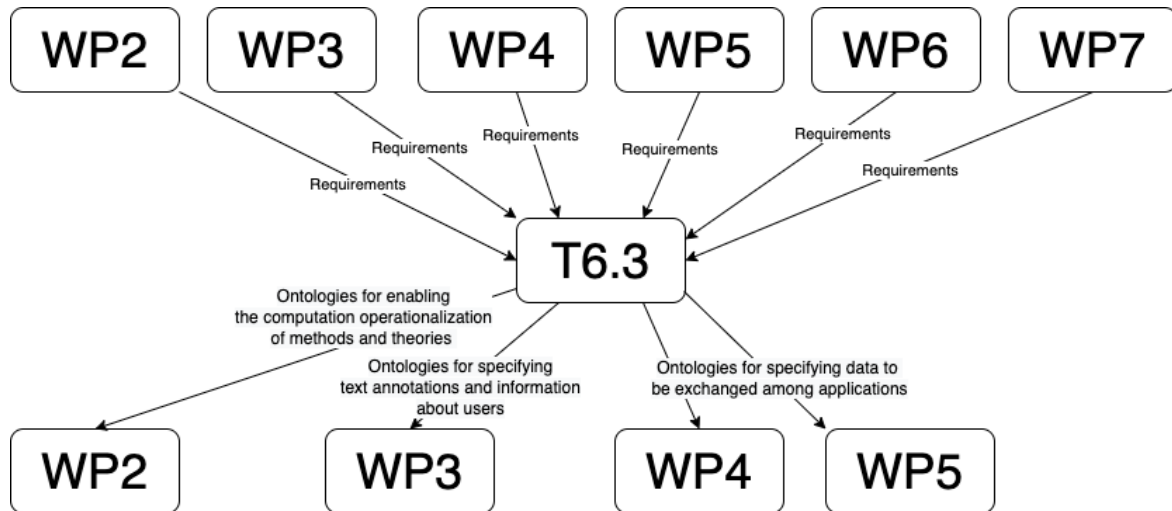 WP2
WP3
WP4
WP5
WP6
WP7
Requirements
Requirements
Requirements
Requirements
Requirements
Requirements
T6.3
Ontologies for enabling
the computation operationalization
of methods and theories
Ontologies for specifying
text annotations and information
about users
Ontologies for specifying data to
be exchanged among applications
WP2
WP3
WP4
WP5